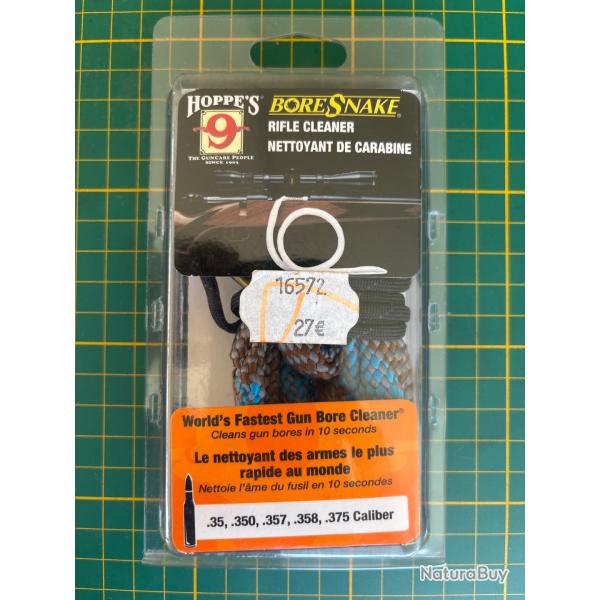 HOPPE'S
9
THE GUNCARE PEOPLE
SINCE 1903
BORESNAKE®
RIFLE CLEANER
NETTOYANT DE CARABINE
16572
27€
World's Fastest Gun Bore Cleaner®
Cleans gun bores in 10 seconds
Le nettoyant des armes le plus
rapide au monde
Nettoie l'âme du fusil en 10 secondes
.35, .350, .357, .358, .375 Caliber
NaturaBuy